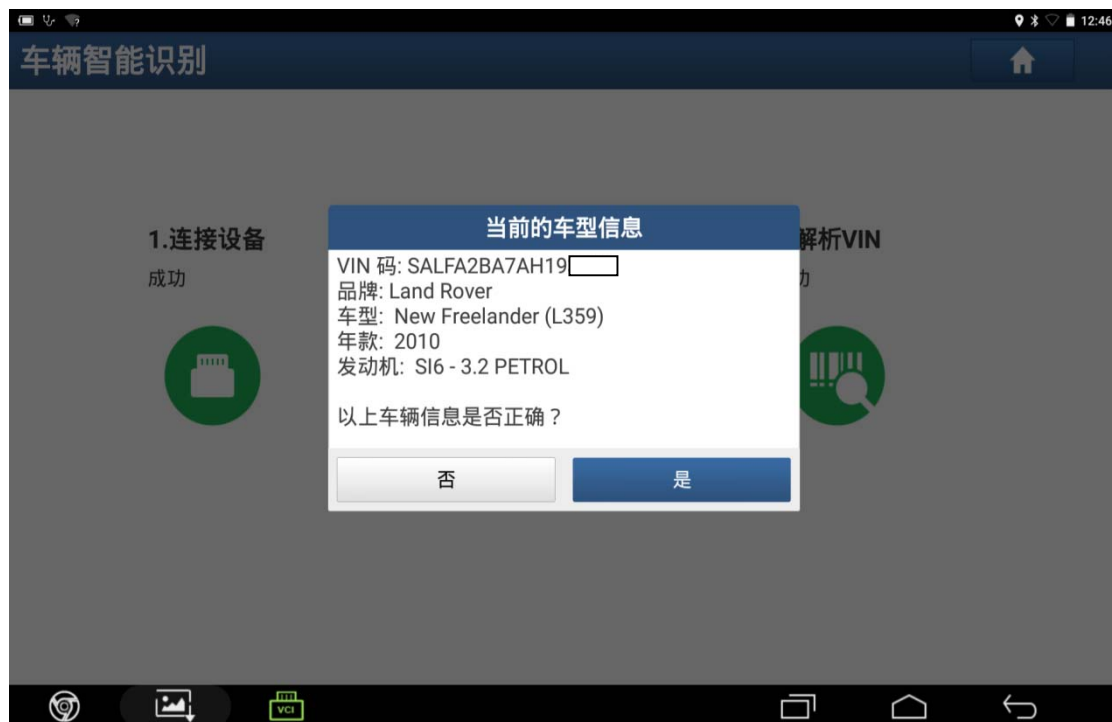 12:46
车辆智能识别
1.连接设备
成功
解析VIN
功
当前的车型信息
VIN 码: SALFA2BA7AH19
品牌: Land Rover
车型: New Freelander (L359)
年款: 2010
发动机: SI6 - 3.2 PETROL
以上车辆信息是否正确？
否
是
VCI